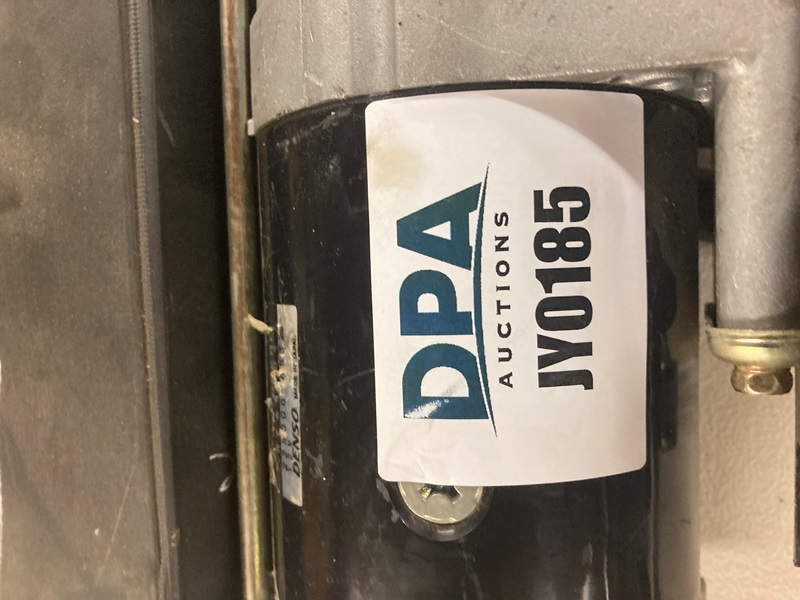 DPA
AUCTIONS
JY0185
DENSO MADE IN JAPAN